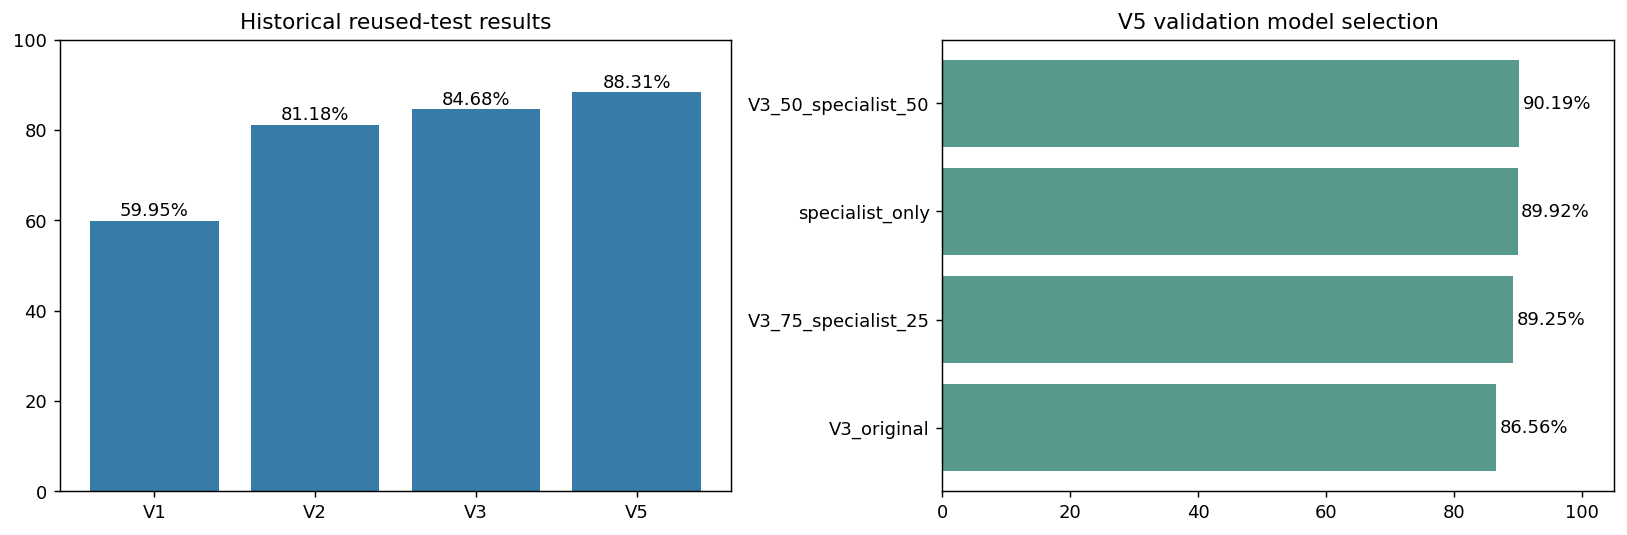 Historical reused-test results
100
80
60
40
20
0
59.95%
81.18%
84.68%
88.31%
V1
V2
V3
V5
V5 validation model selection
V3_50_specialist_50
90.19%
specialist_only
89.92%
V3_75_specialist_25
89.25%
V3_original
86.56%
0
20
40
60
80
100